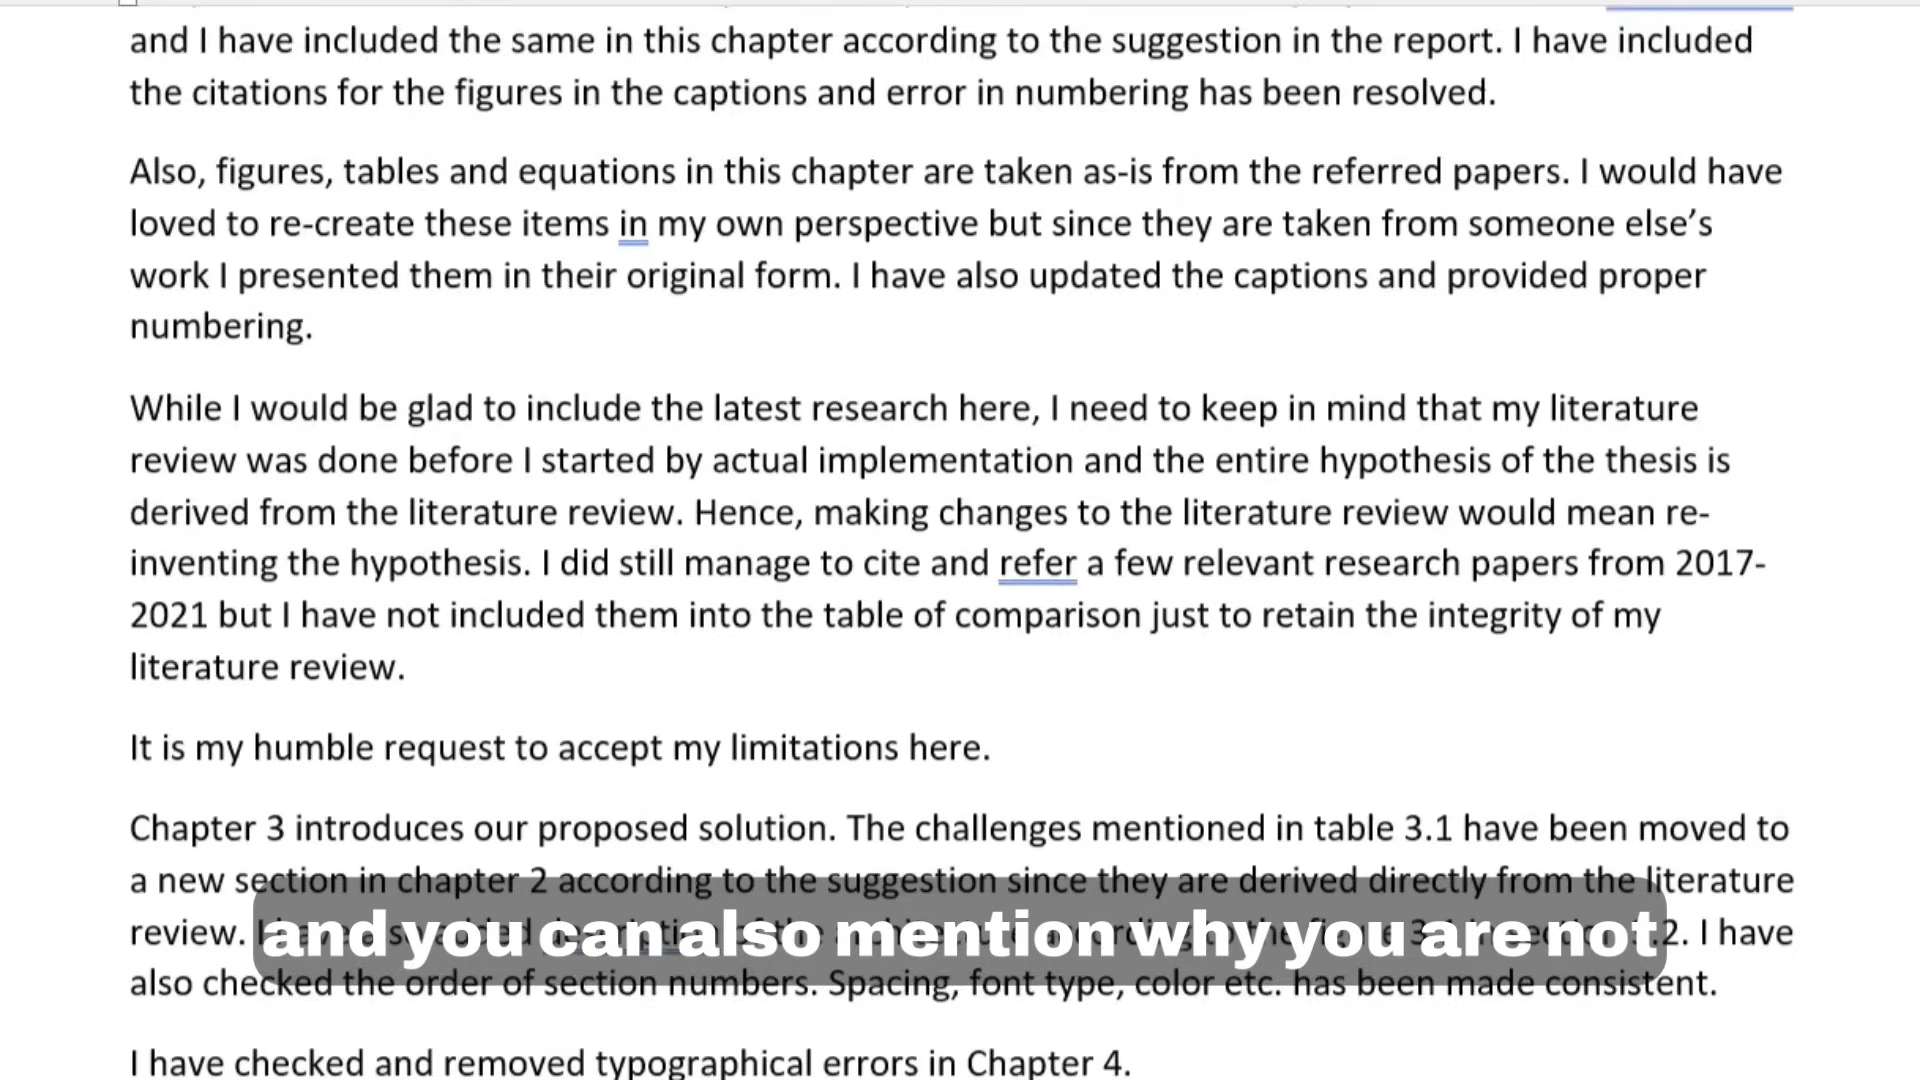 and I have included the same in this chapter according to the suggestion in the report. I have included
the citations for the figures in the captions and error in numbering has been resolved.
Also, figures, tables and equations in this chapter are taken as-is from the referred papers. I would have
loved to re-create these items in my own perspective but since they are taken from someone else’s
work I presented them in their original form. I have also updated the captions and provided proper
numbering.
While I would be glad to include the latest research here, I need to keep in mind that my literature
review was done before I started by actual implementation and the entire hypothesis of the thesis is
derived from the literature review. Hence, making changes to the literature review would mean re-
inventing the hypothesis. I did still manage to cite and refer a few relevant research papers from 2017-
2021 but I have not included them into the table of comparison just to retain the integrity of my
literature review.
It is my humble request to accept my limitations here.
Chapter 3 introduces our proposed solution. The challenges mentioned in table 3.1 have been moved to
a new section in chapter 2 according to the suggestion since they are derived directly from the literature
review. .2. I have
and you can also mention why you are not
also checked the order of section numbers. Spacing, font type, color etc. has been made consistent.
I have checked and removed typographical errors in Chapter 4.